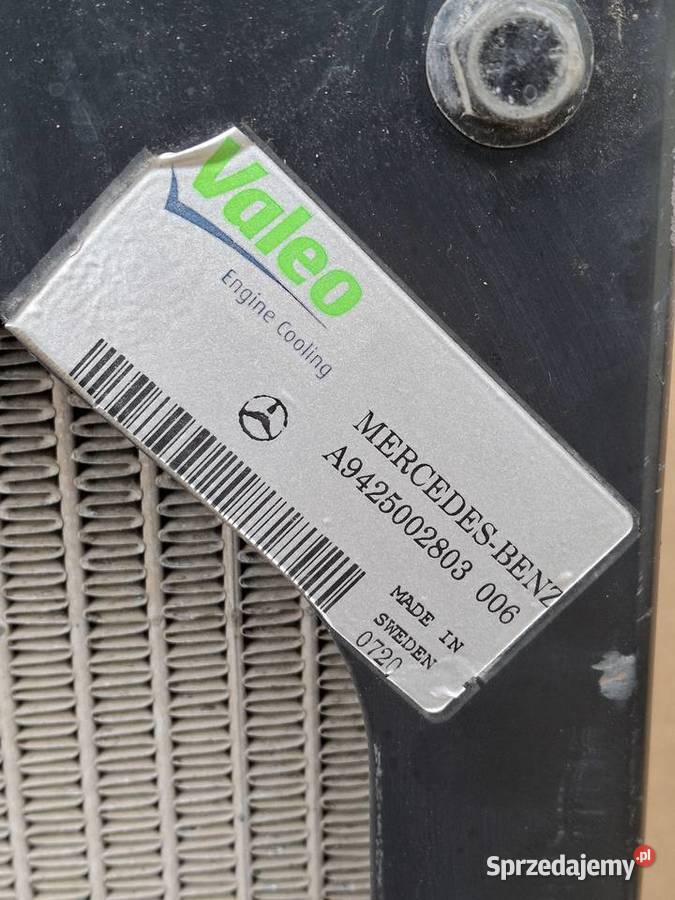 Valeo
Engine Cooling
MERCEDES-BENZ
A9425002803 006
MADE IN
SWEDEN
0720
Sprzedajemy.pl